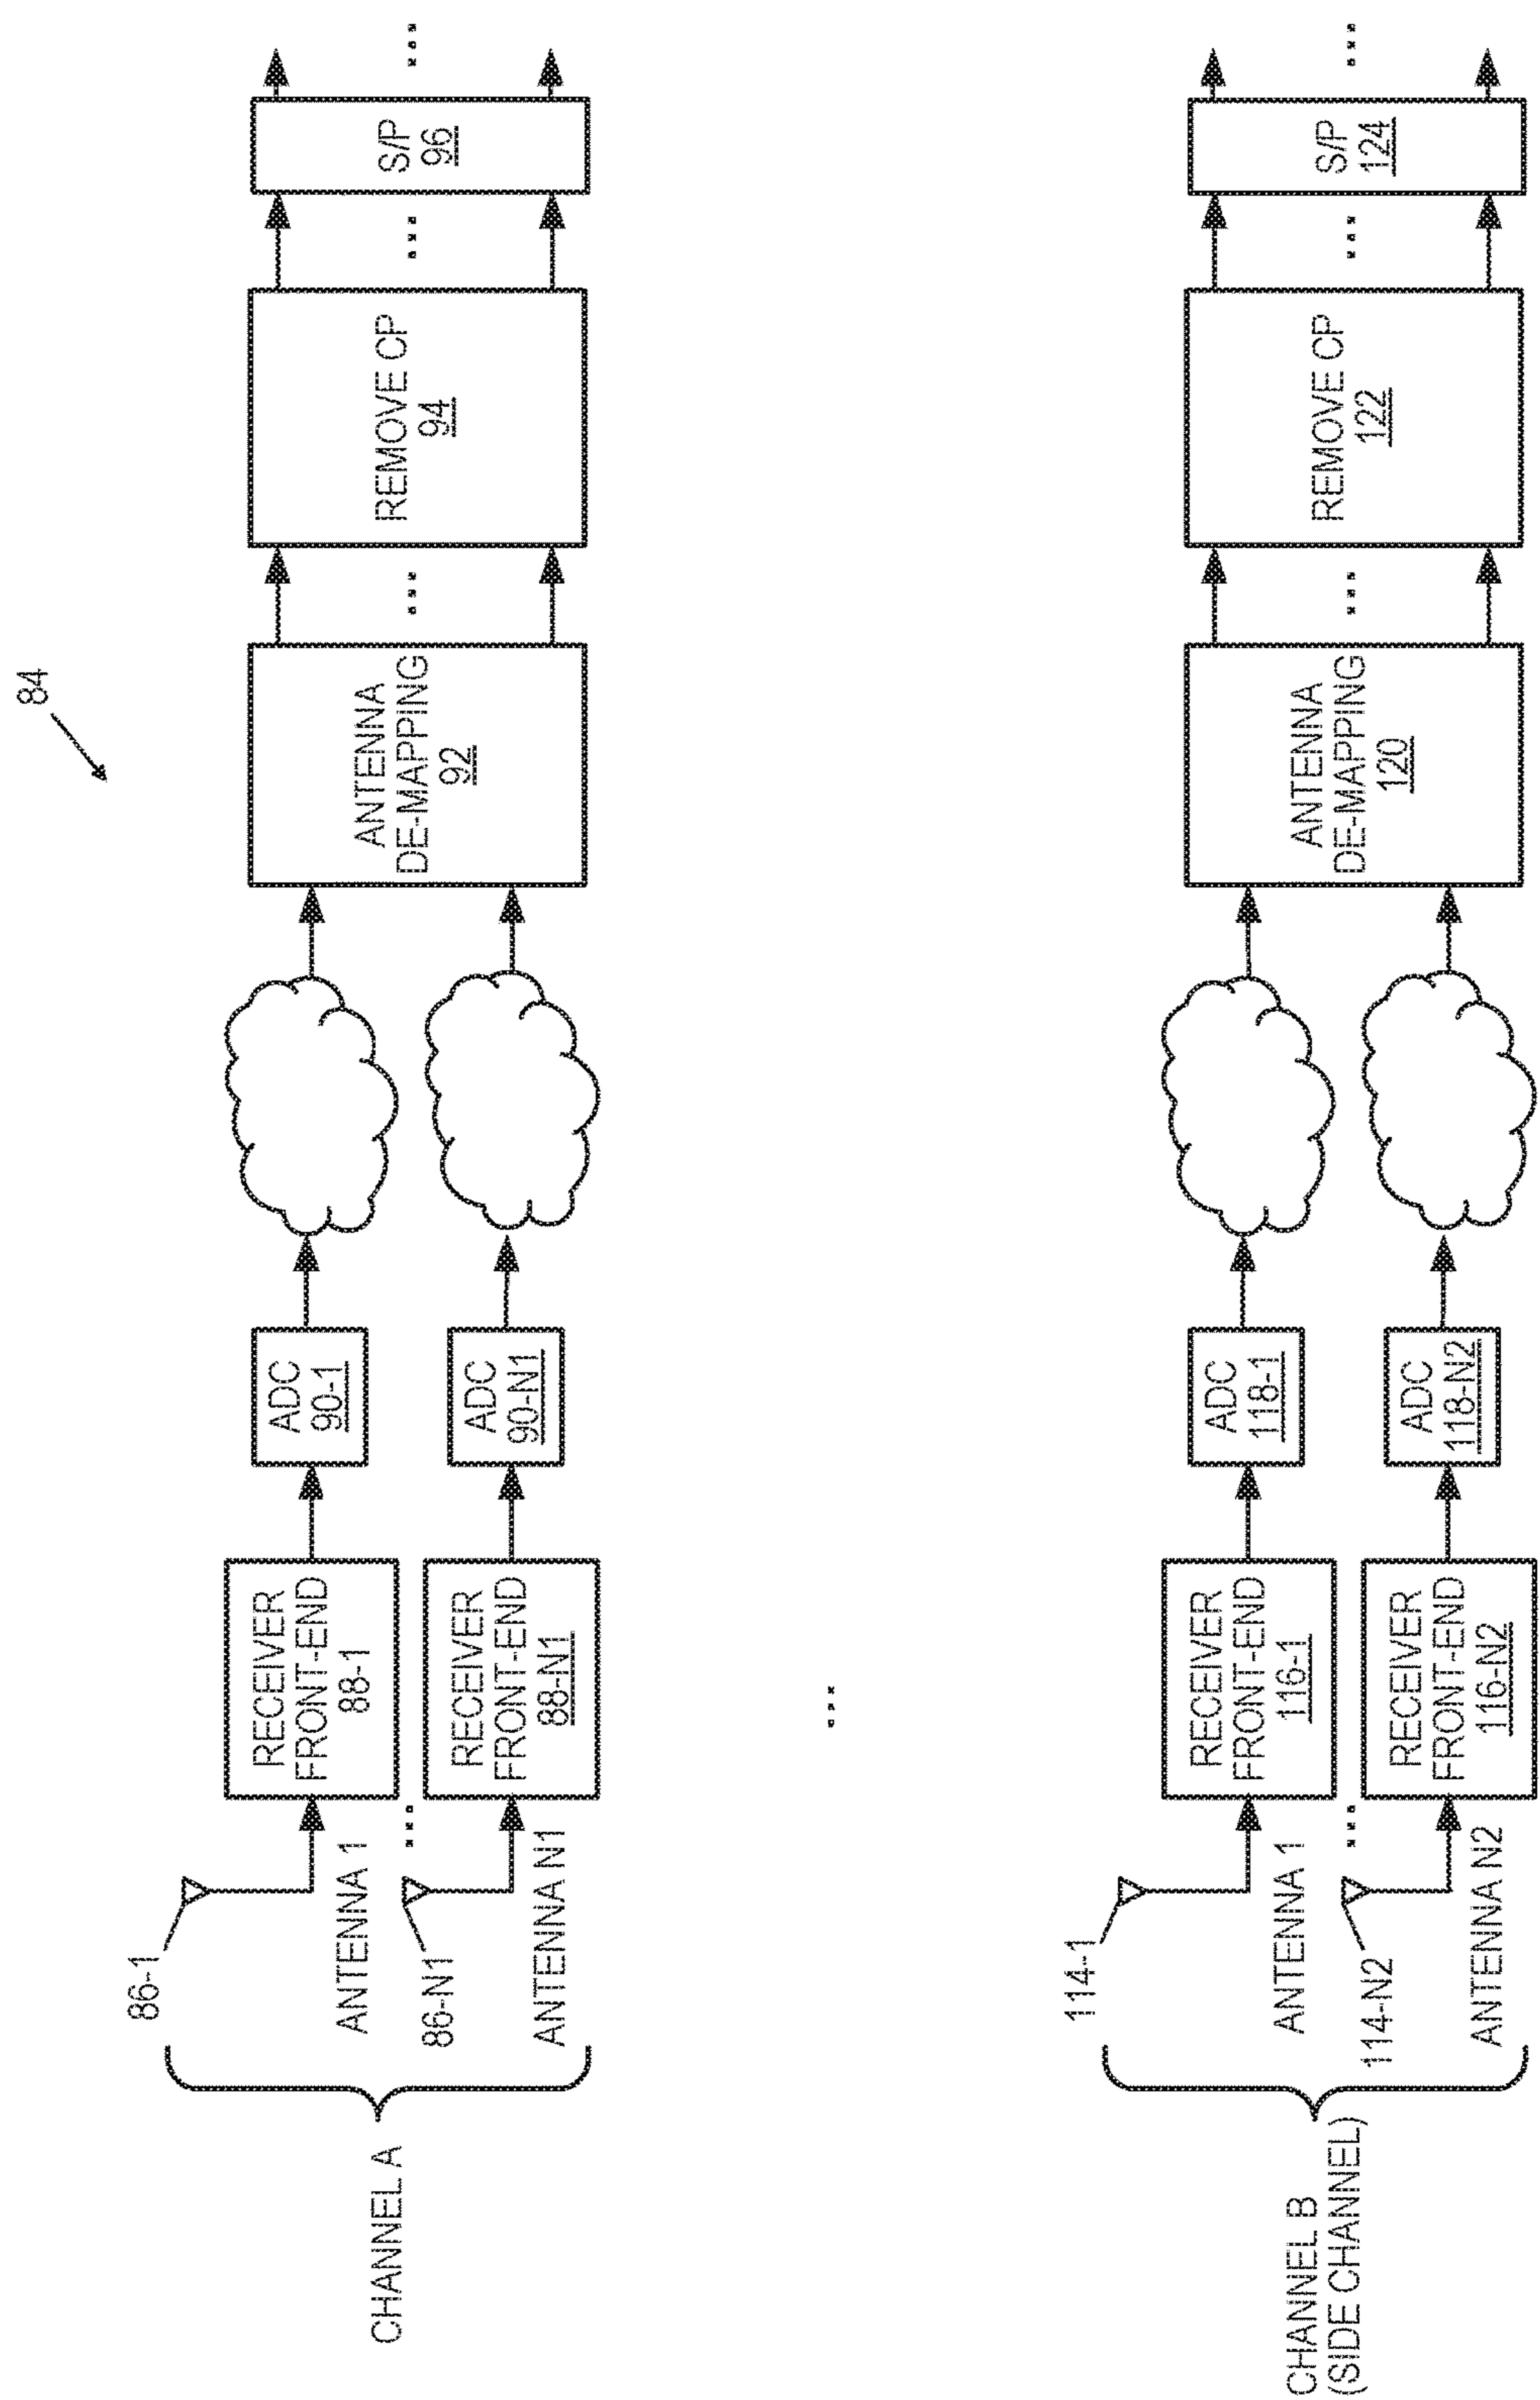 84
CHANNEL A
86-1
ANTENNA 1
86-N1
ANTENNA N1
RECEIVER
FRONT-END
88-1
RECEIVER
FRONT-END
88-N1
ADC
90-1
ADC
90-N1
ANTENNA
DE-MAPPING
92
REMOVE CP
94
S/P
96
CHANNEL B
(SIDE CHANNEL)
114-1
ANTENNA 1
114-N2
ANTENNA N2
RECEIVER
FRONT-END
116-1
RECEIVER
FRONT-END
116-N2
ADC
118-1
ADC
118-N2
ANTENNA
DE-MAPPING
120
REMOVE CP
122
S/P
124